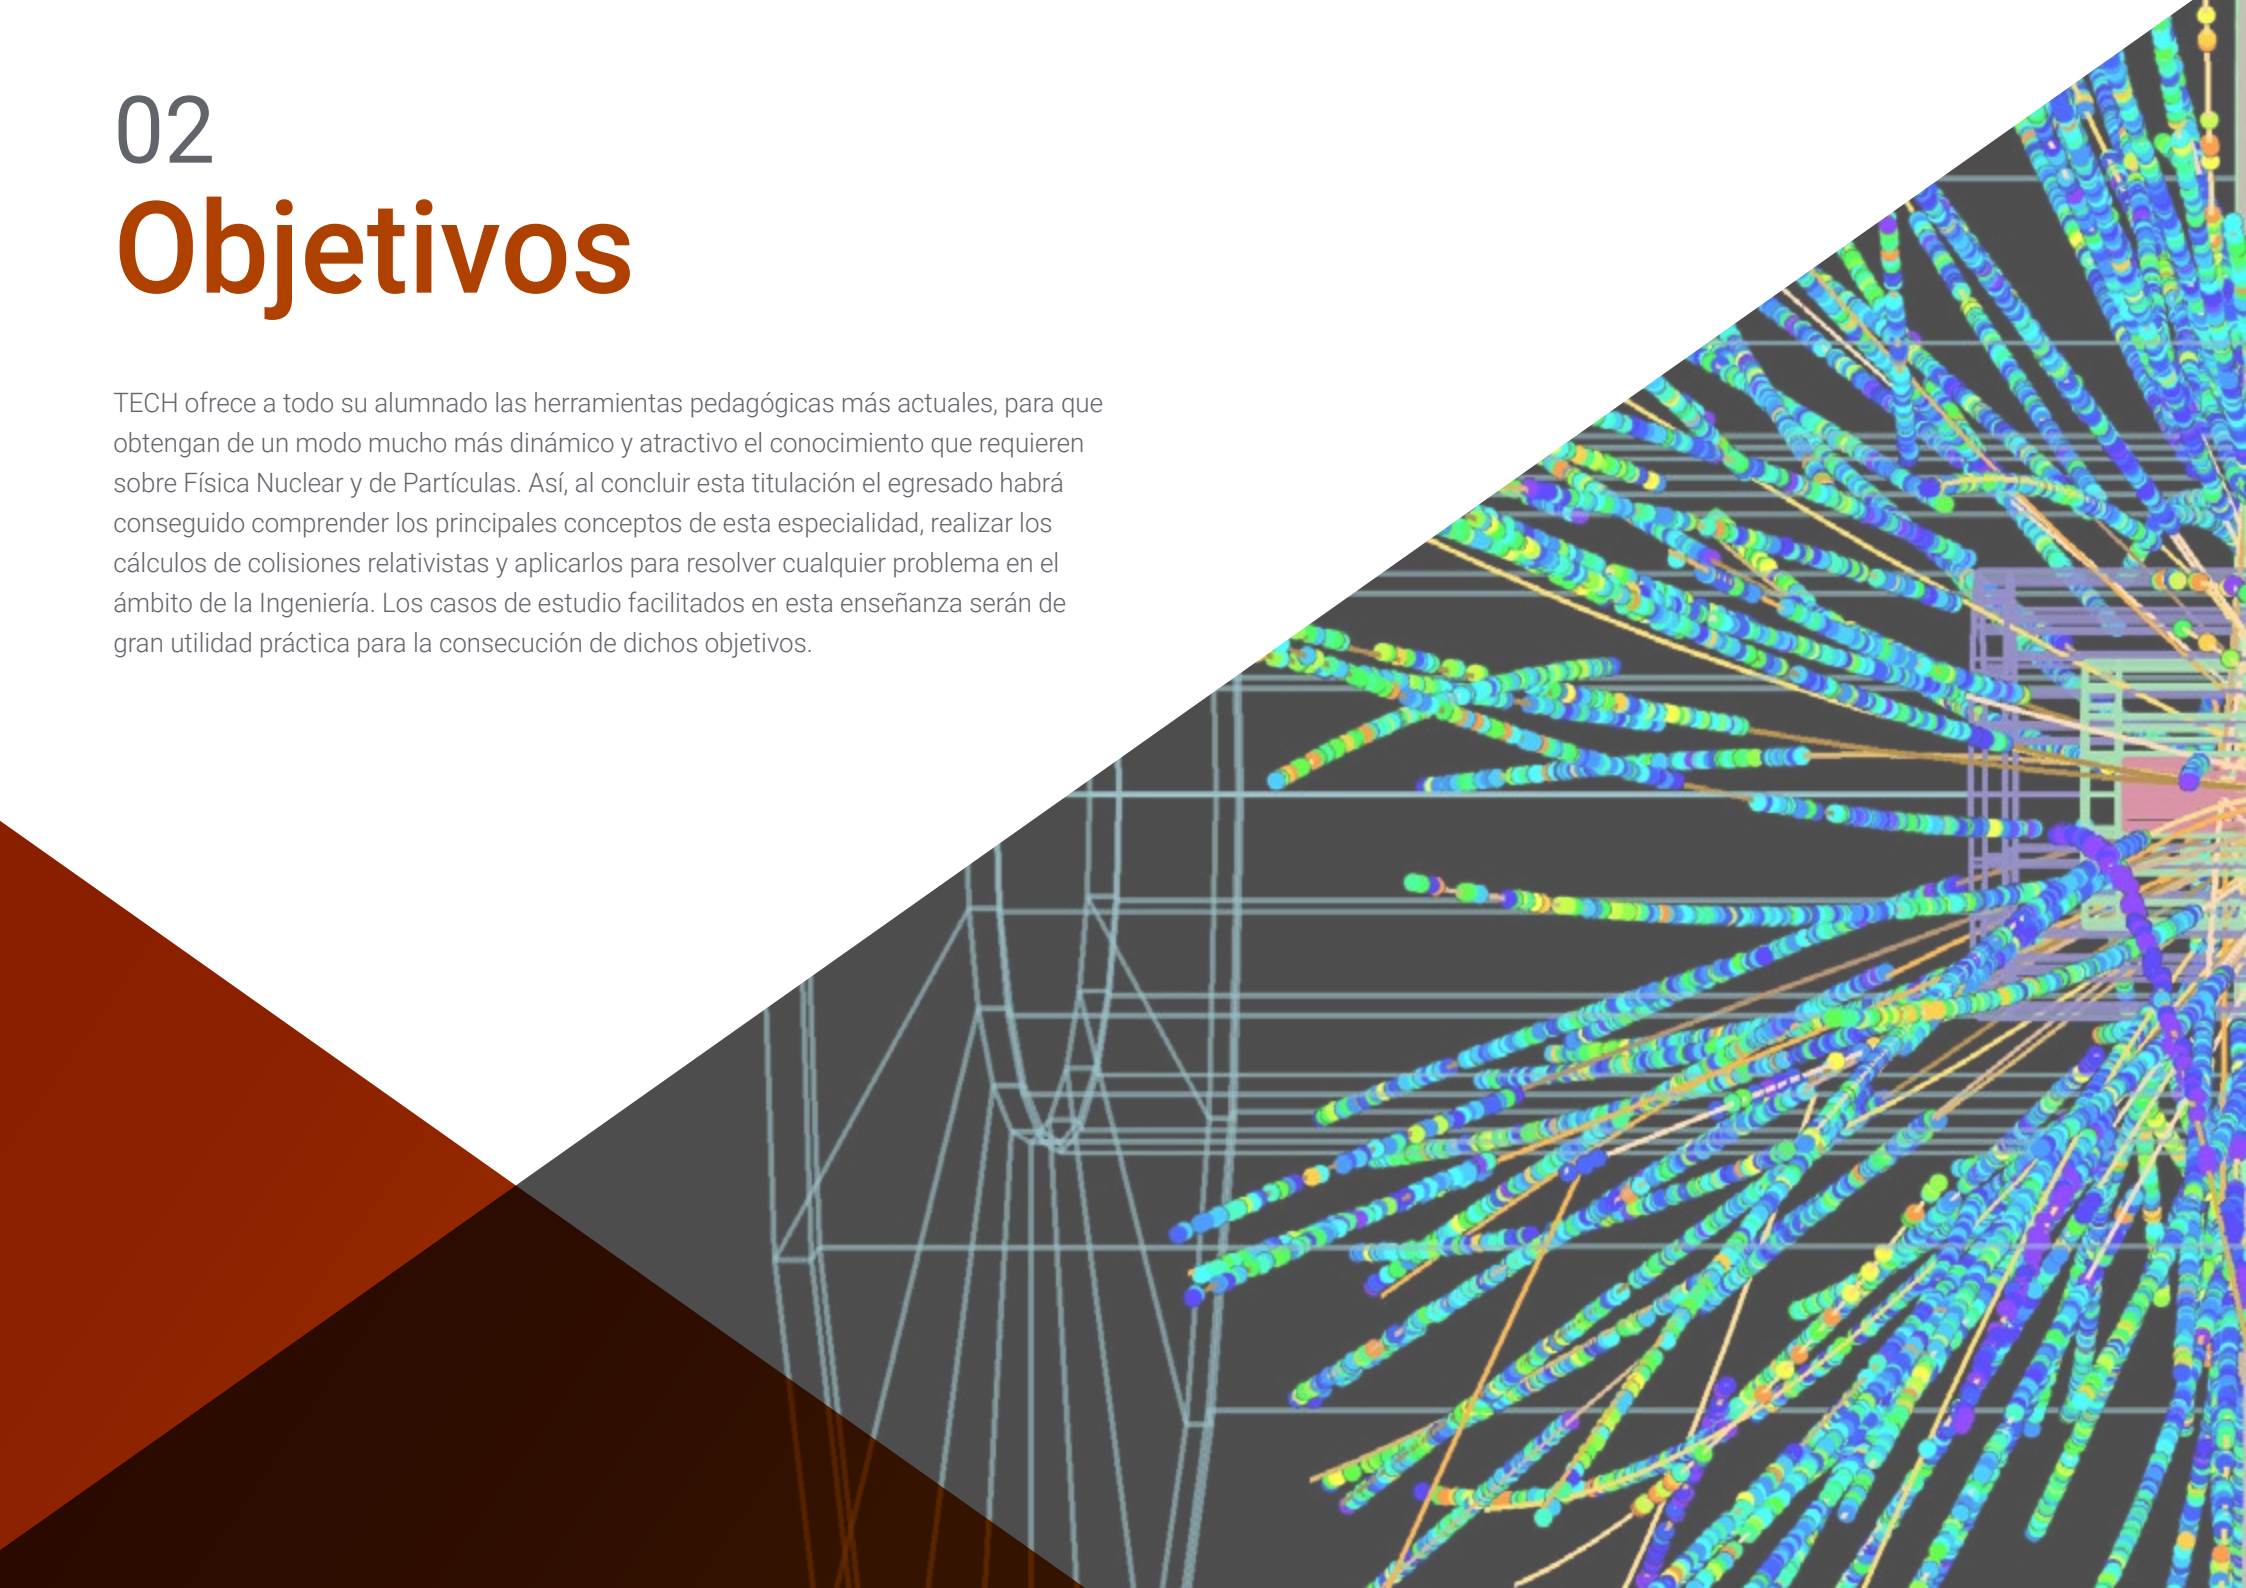 02
Objetivos
TECH ofrece a todo su alumnado las herramientas pedagógicas más actuales, para que
obtengan de un modo mucho más dinámico y atractivo el conocimiento que requieren
sobre Física Nuclear y de Partículas. Así, al concluir esta titulación el egresado habrá
conseguido comprender los principales conceptos de esta especialidad, realizar los
cálculos de colisiones relativistas y aplicarlos para resolver cualquier problema en el
ámbito de la Ingeniería. Los casos de estudio facilitados en esta enseñanza serán de
gran utilidad práctica para la consecución de dichos objetivos.